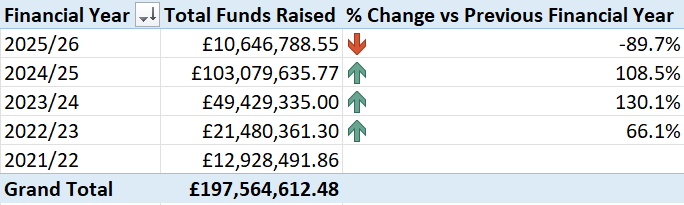 Financial Year Total Funds Raised % Change vs Previous Financial Year
2025/26 £10,646,788.55 -89.7%
2024/25 £103,079,635.77 108.5%
2023/24 £49,429,335.00 130.1%
2022/23 £21,480,361.30 66.1%
2021/22 £12,928,491.86
Grand Total £197,564,612.48